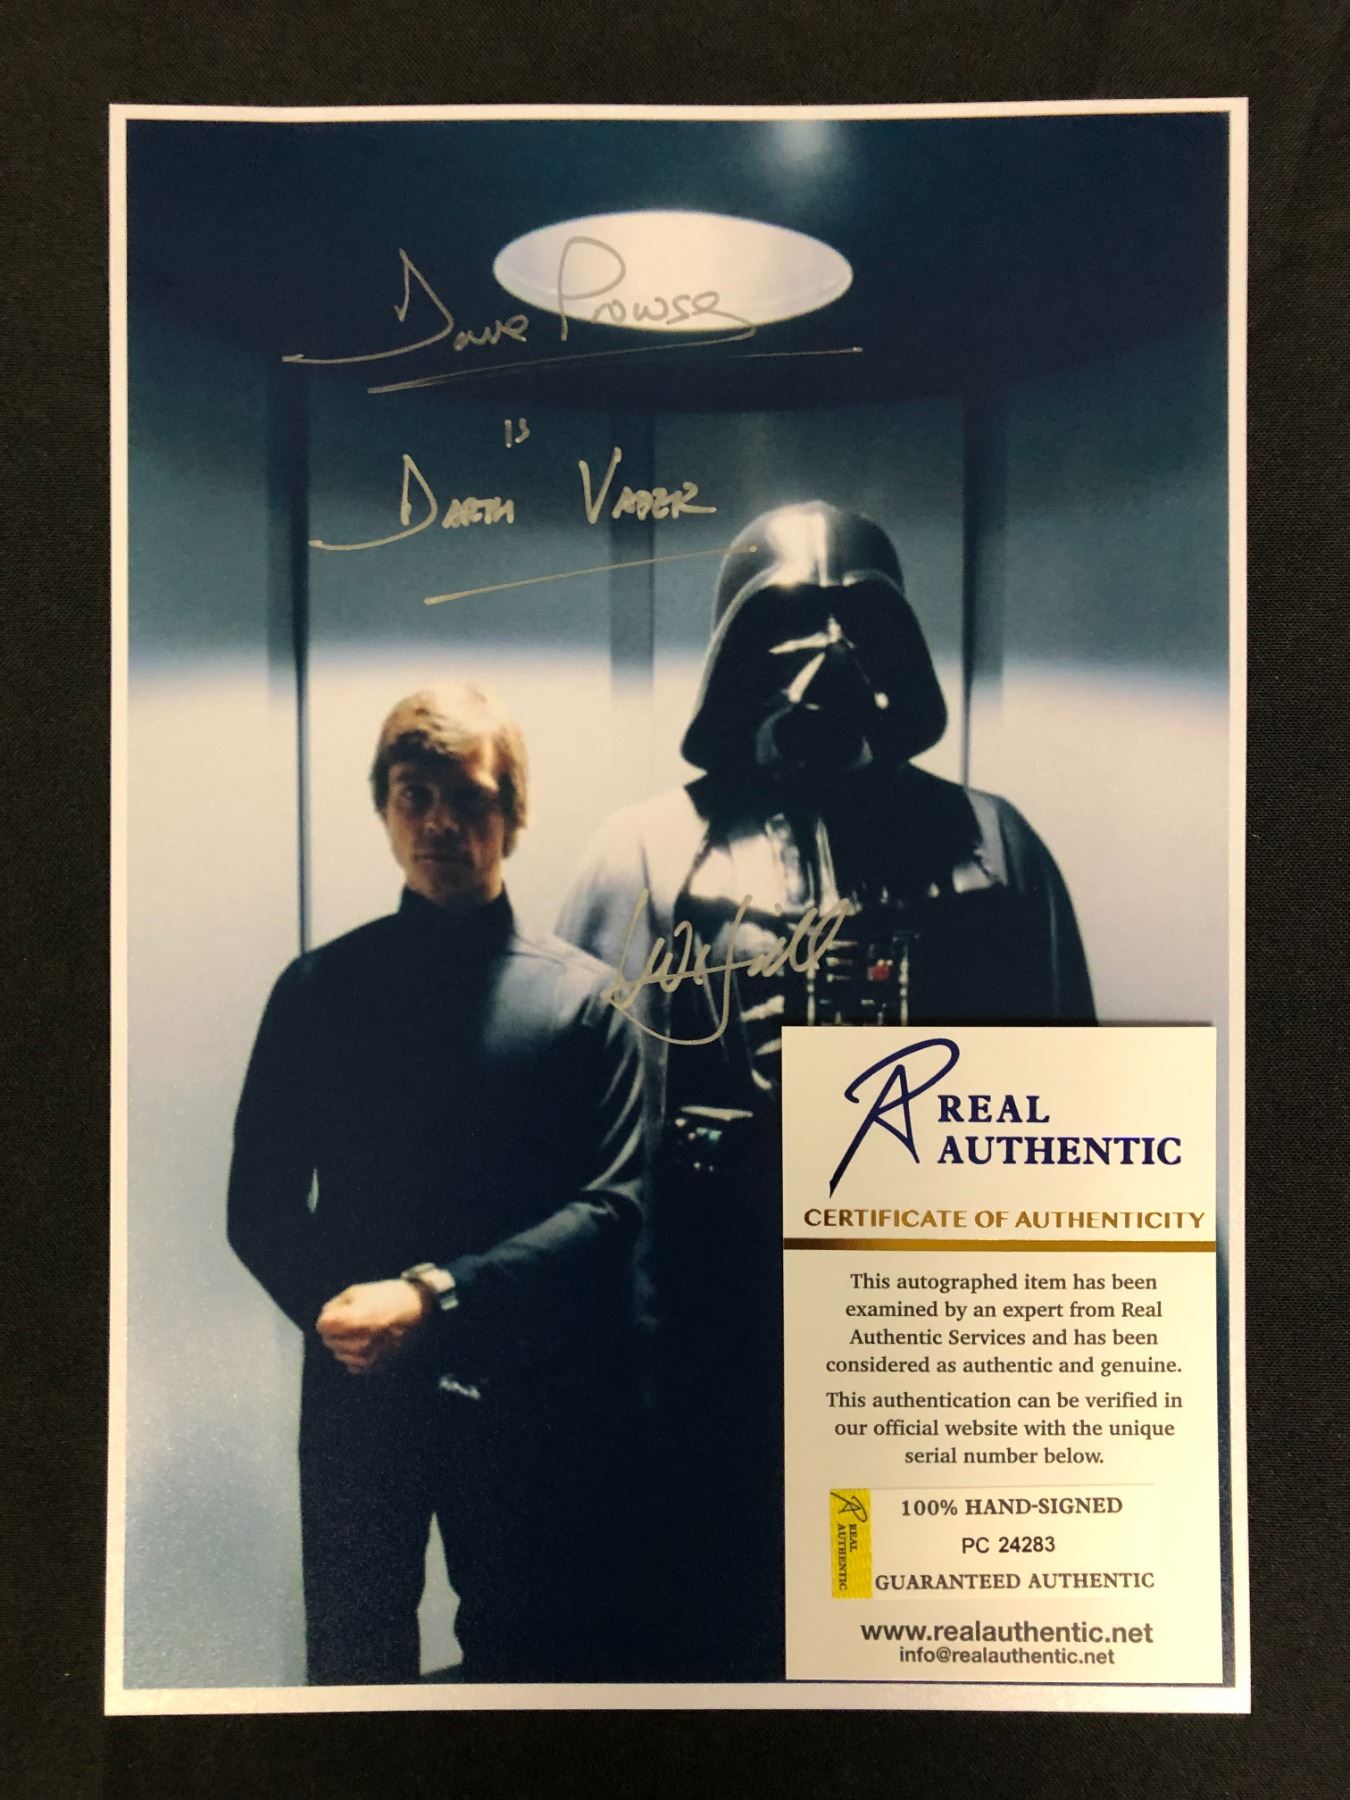 Dave Prowse
is
DARTH VADER
REAL
AUTHENTIC
CERTIFICATE OF AUTHENTICITY
This autographed item has been
examined by an expert from Real
Authentic Services and has been
considered as authentic and genuine.
This authentication can be verified in
our official website with the unique
serial number below.
REAL
AUTHENTIC
100% HAND-SIGNED
PC 24283
GUARANTEED AUTHENTIC
www.realauthentic.net
info@realauthentic.net